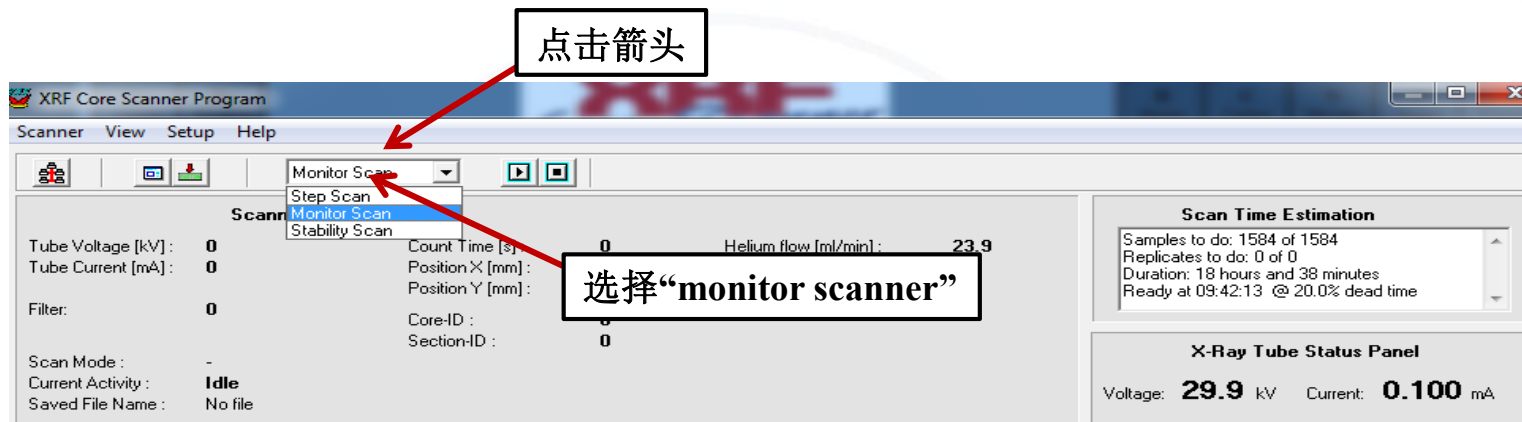 点击箭头
XRF Core Scanner Program
Scanner View Setup Help
Monitor Scan
Step Scan
Monitor Scan
Stability Scan
Scann
Tube Voltage [kV] : 0
Tube Current [mA] : 0
Filter: 0
Scan Mode : -
Current Activity : Idle
Saved File Name : No file
Count Time [s] : 0
Position X [mm] :
Position Y [mm] :
Core-ID :
Section-ID : 0
Helium flow [ml/min] : 23.9
选择“monitor scanner”
Scan Time Estimation
Samples to do: 1584 of 1584
Replicates to do: 0 of 0
Duration: 18 hours and 38 minutes
Ready at 09:42:13 @ 20.0% dead time
X-Ray Tube Status Panel
Voltage: 29.9 kV Current: 0.100 mA